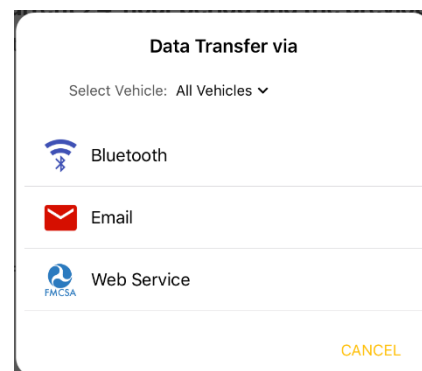 Data Transfer via
Select Vehicle: All Vehicles
Bluetooth
Email
FMCSA
Web Service
CANCEL